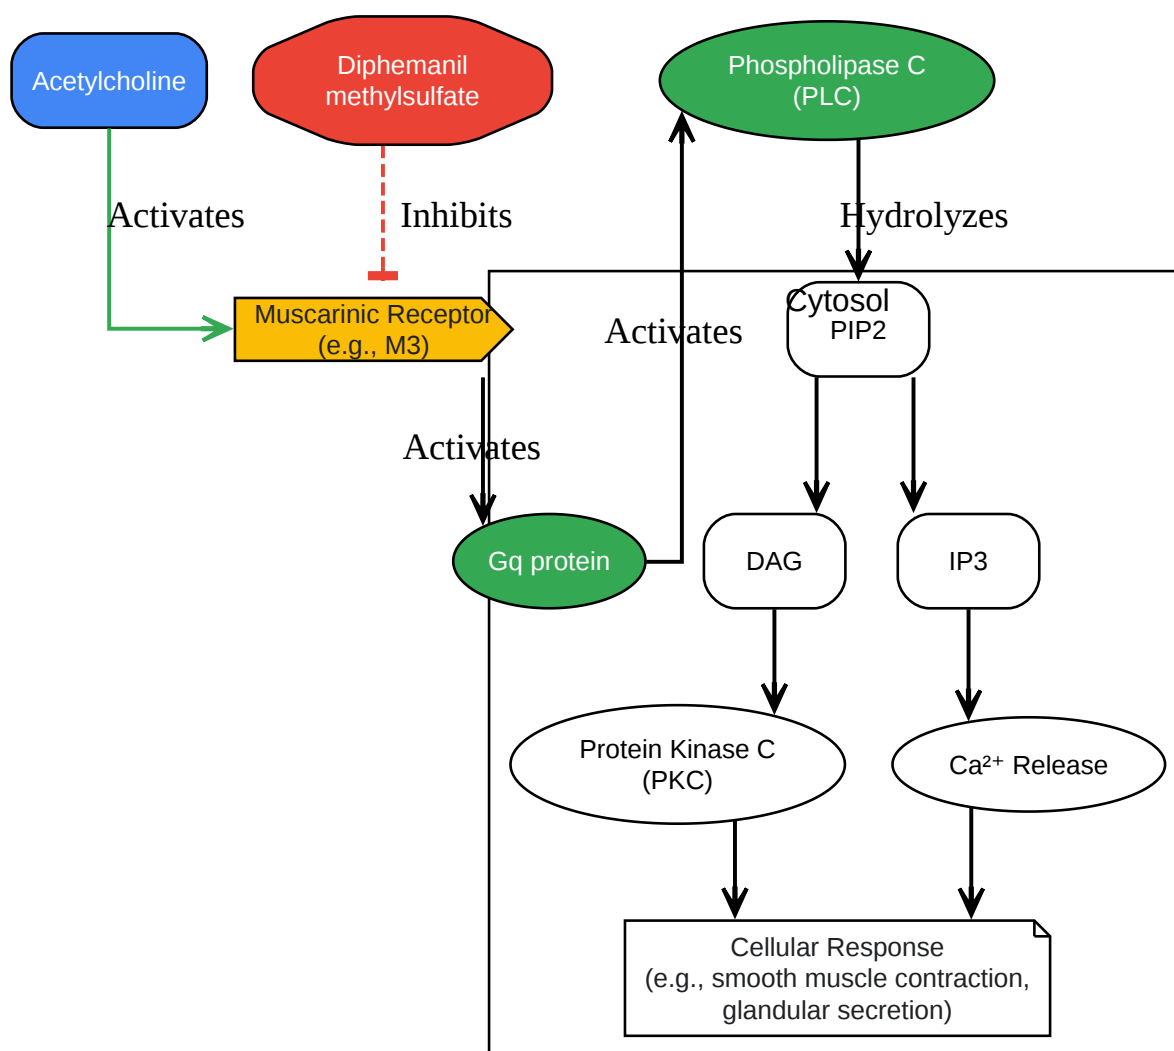 Acetylcholine
Diphemanil
methylsulfate
Phospholipase C
(PLC)
Activates
Inhibits
Hydrolyzes
Cytosol
PIP2
Muscarinic Receptor
(e.g., M3)
Activates
Activates
Gq protein
DAG
IP3
Protein Kinase C
(PKC)
Ca²⁺ Release
Cellular Response
(e.g., smooth muscle contraction,
glandular secretion)